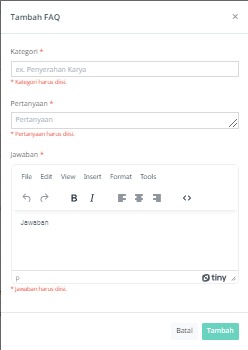 Tambah FAQ ×
Kategori *
ex. Penyerahan Karya
* Kategori harus diisi.
Pertanyaan *
Pertanyaan
* Pertanyaan harus diisi.
Jawaban *
File Edit View Insert Format Tools
B I
Jawaban
p tiny
* Jawaban harus diisi.
Batal Tambah